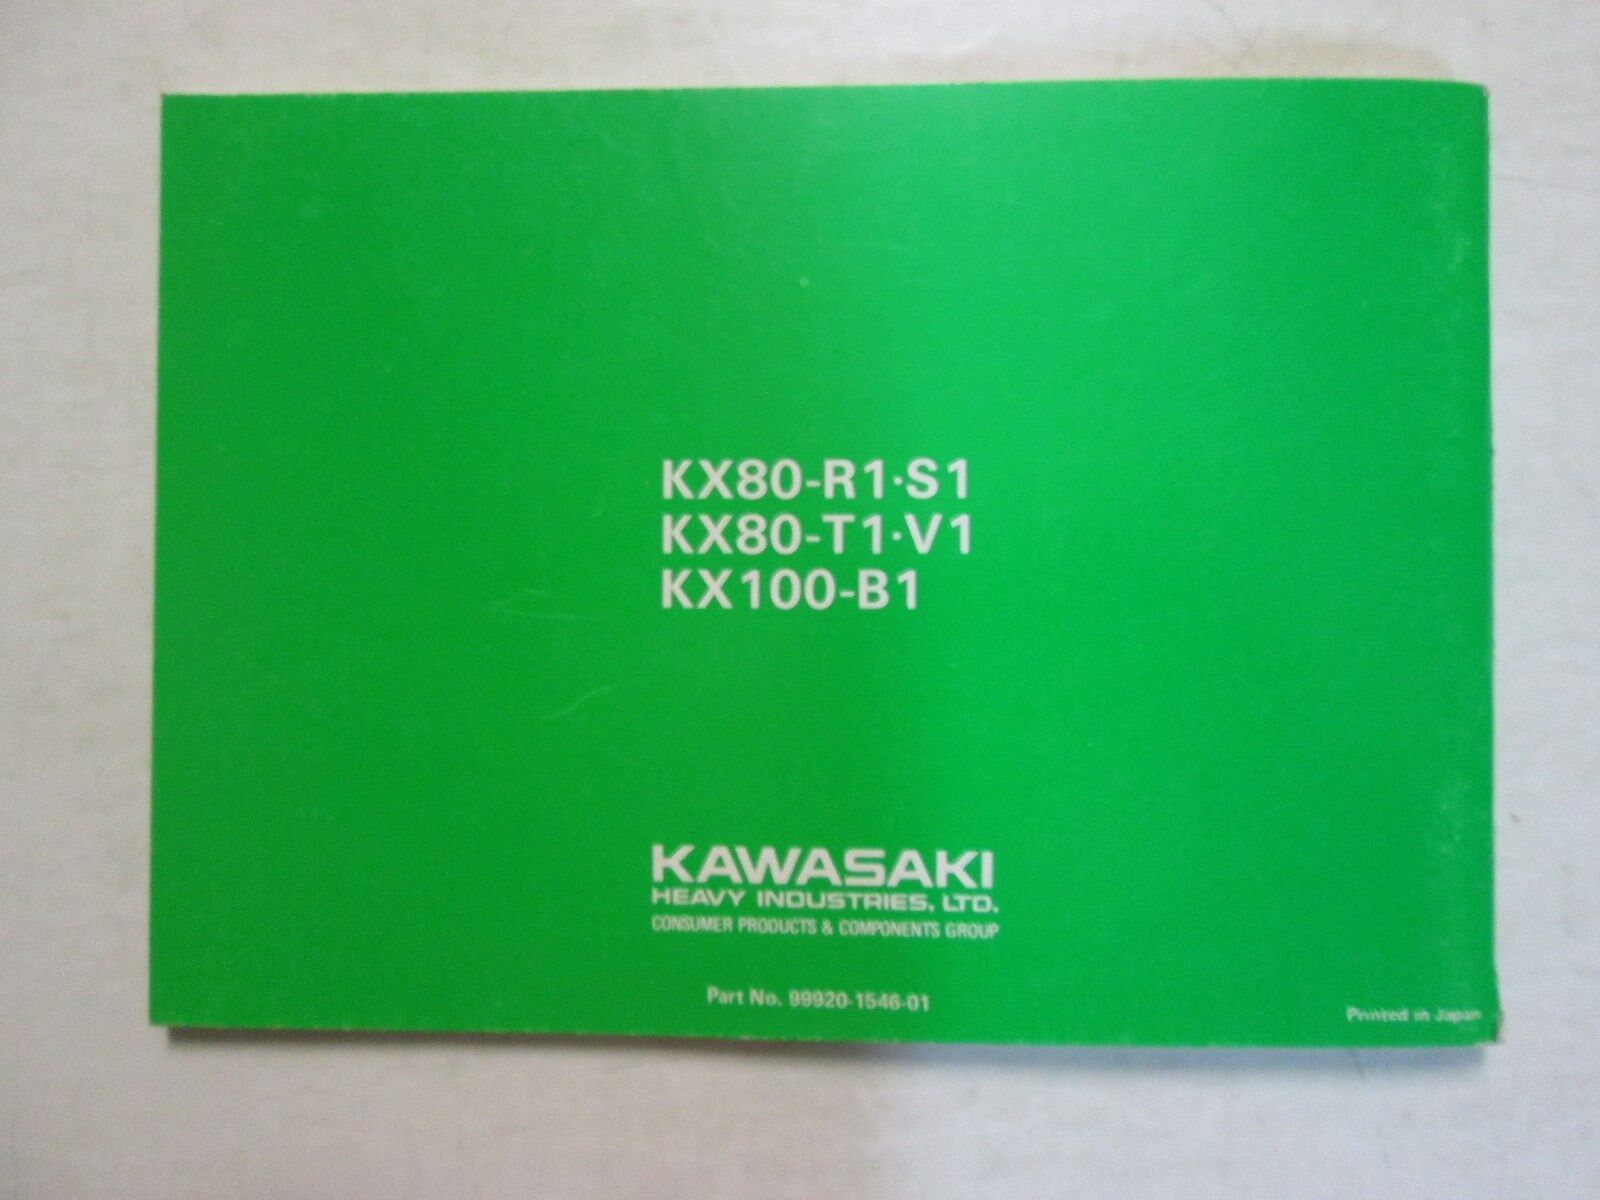 KX80-R1·S1
KX80-T1·V1
KX100-B1
KAWASAKI
HEAVY INDUSTRIES, LTD.
CONSUMER PRODUCTS & COMPONENTS GROUP
Part No. 99920-1546-01
Printed in Japan